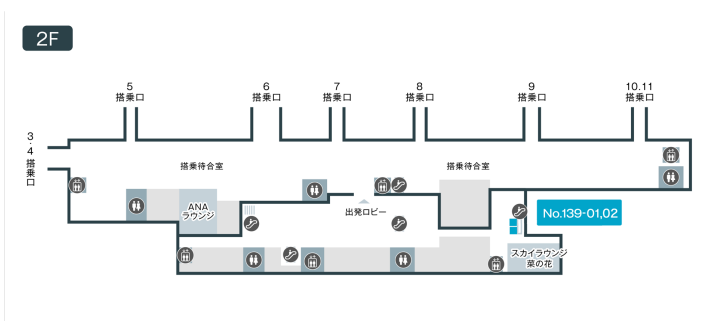 2F
5
搭乗口
6
搭乗口
7
搭乗口
8
搭乗口
9
搭乗口
10.11
搭乗口
3・4搭乗口
搭乗待合室
搭乗待合室
ANA
ラウンジ
出発ロビー
No.139-01,02
スカイラウンジ
菜の花